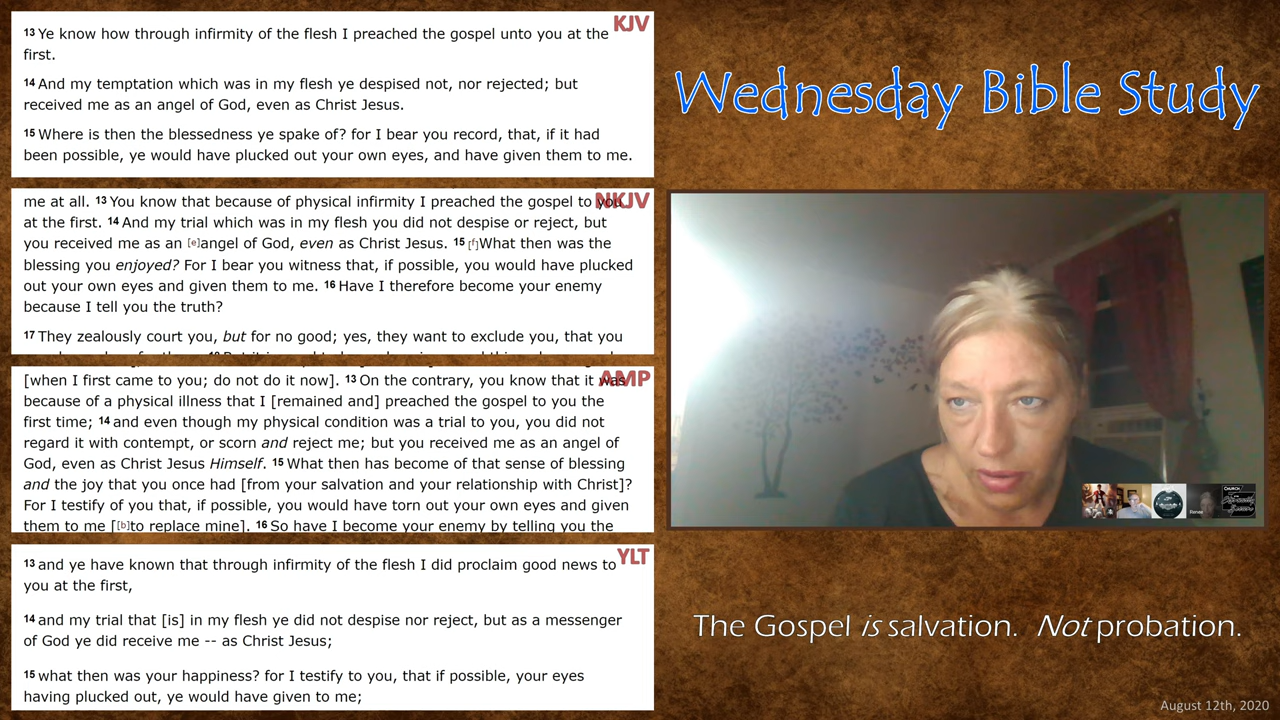 KJV
13 Ye know how through infirmity of the flesh I preached the gospel unto you at the
first.
14 And my temptation which was in my flesh ye despised not, nor rejected; but
received me as an angel of God, even as Christ Jesus.
15 Where is then the blessedness ye spake of? for I bear you record, that, if it had
been possible, ye would have plucked out your own eyes, and have given them to me.
NKJV
me at all. 13 You know that because of physical infirmity I preached the gospel to you
at the first. 14 And my trial which was in my flesh you did not despise or reject, but
you received me as an [e]angel of God, even as Christ Jesus. 15 [f]What then was the
blessing you enjoyed? For I bear you witness that, if possible, you would have plucked
out your own eyes and given them to me. 16 Have I therefore become your enemy
because I tell you the truth?
17 They zealously court you, but for no good; yes, they want to exclude you, that you
AMP
[when I first came to you; do not do it now]. 13 On the contrary, you know that it was
because of a physical illness that I [remained and] preached the gospel to you the
first time; 14 and even though my physical condition was a trial to you, you did not
regard it with contempt, or scorn and reject me; but you received me as an angel of
God, even as Christ Jesus Himself. 15 What then has become of that sense of blessing
and the joy that you once had [from your salvation and your relationship with Christ]?
For I testify of you that, if possible, you would have torn out your own eyes and given
them to me [[b]to replace mine]. 16 So have I become your enemy by telling you the
YLT
13 and ye have known that through infirmity of the flesh I did proclaim good news to
you at the first,
14 and my trial that [is] in my flesh ye did not despise nor reject, but as a messenger
of God ye did receive me -- as Christ Jesus;
15 what then was your happiness? for I testify to you, that if possible, your eyes
having plucked out, ye would have given to me;
Wednesday Bible Study
Renee
CHURCH
The Gospel is salvation. Not probation.
August 12th, 2020